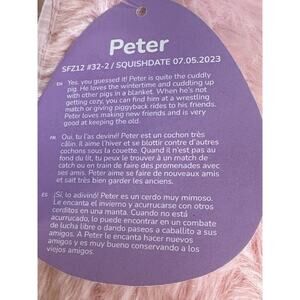 Peter
SFZ12 #32-2 / SQUISHDATE 07.05.2023
EN Yes, you guessed it! Peter is quite the cuddly
pig. He loves the wintertime and cuddling up
with other pigs in a blanket. When he's not
getting cozy, you can find him at a wrestling
match or giving piggyback rides to his friends.
Peter loves making new friends and is very
good at keeping the old.
FR Oui, tu l'as deviné! Peter est un cochon très
câlin. Il aime l'hiver et se blottir contre d'autres
cochons sous la couette. Quand il n'est pas au
fond du lit, tu peux le trouver à un match de
catch ou en train de faire des promenades avec
ses amis. Peter aime se faire de nouveaux amis
et sait très bien garder les anciens.
ES ¡Sí, lo adivinó! Peter es un cerdo muy mimoso.
Le encanta el invierno y acurrucarse con otros
cerditos en una manta. Cuando no está
acurrucado, lo puede encontrar en un combate
de lucha libre o dando paseos a caballito a sus
amigos. A Peter le encanta hacer nuevos
amigos y es muy bueno conservando a los
viejos amigos.